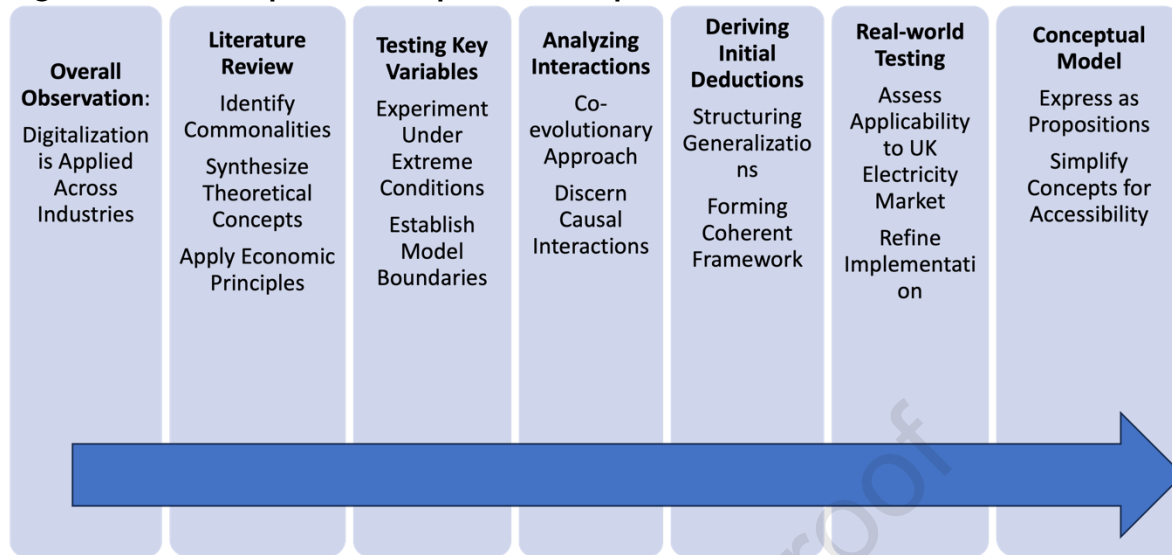 Overall
Observation:
Digitalization
is Applied
Across
Industries
Literature
Review
Identify
Commonalities
Synthesize
Theoretical
Concepts
Apply Economic
Principles
Testing Key
Variables
Experiment
Under
Extreme
Conditions
Establish
Model
Boundaries
Analyzing
Interactions
Co-
evolutionary
Approach
Discern
Causal
Interactions
Deriving
Initial
Deductions
Structuring
Generalizatio
ns
Forming
Coherent
Framework
Real-world
Testing
Assess
Applicability
to UK
Electricity
Market
Refine
Implementati
on
Conceptual
Model
Express as
Propositions
Simplify
Concepts for
Accessibility
roof